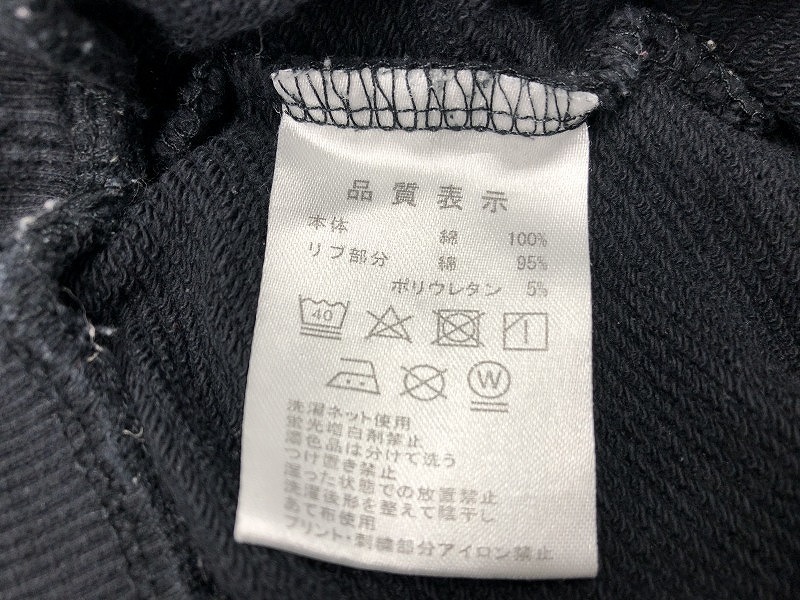 品質表示
本体 綿 100%
リブ部分 綿 95%
ポリウレタン 5%
40
W
洗濯ネット使用
蛍光増白剤禁止
濃色品は分けて洗う
つけ置き禁止
湿った状態での放置禁止
洗濯後形を整えて陰干し
あて布使用
プリント・刺繍部分アイロン禁止